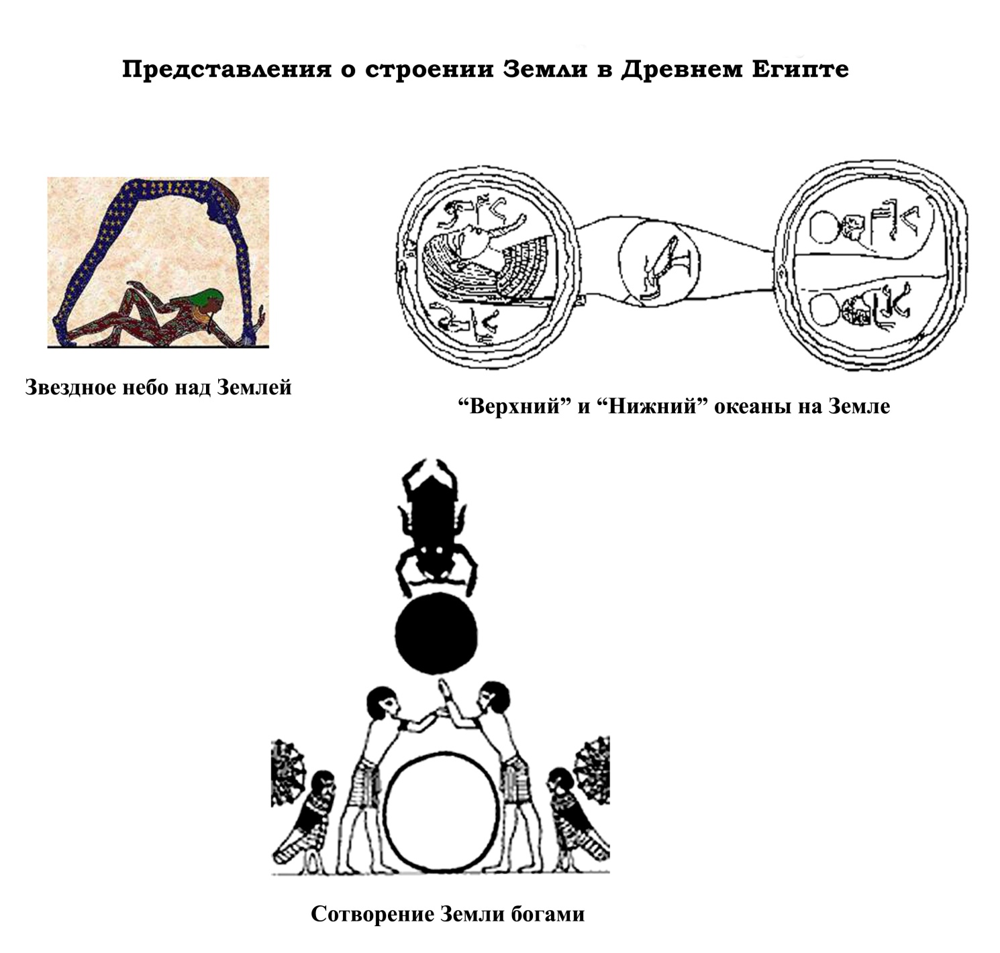 Представления о строении Земли в Древнем Египте
Звездное небо над Землей
“Верхний” и “Нижний” океаны на Земле
Сотворение Земли богами